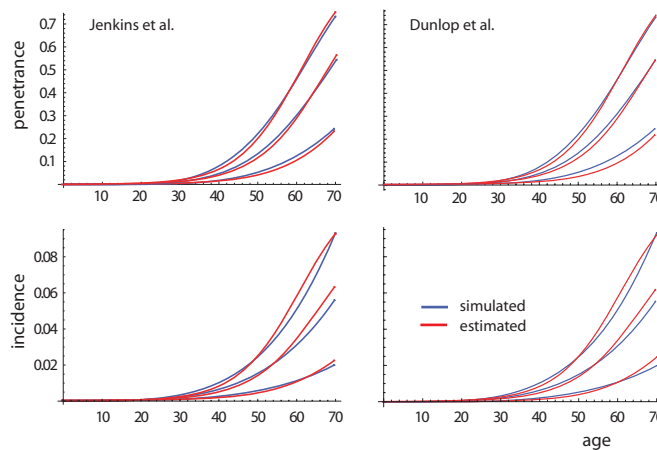 Jenkins et al.
Dunlop et al.
penetrance
0.7
0.6
0.5
0.4
0.3
0.2
0.1
10 20 30 40 50 60 70
10 20 30 40 50 60 70
incidence
0.08
0.06
0.04
0.02
simulated
estimated
10 20 30 40 50 60 70
10 20 30 40 50 60 70
age